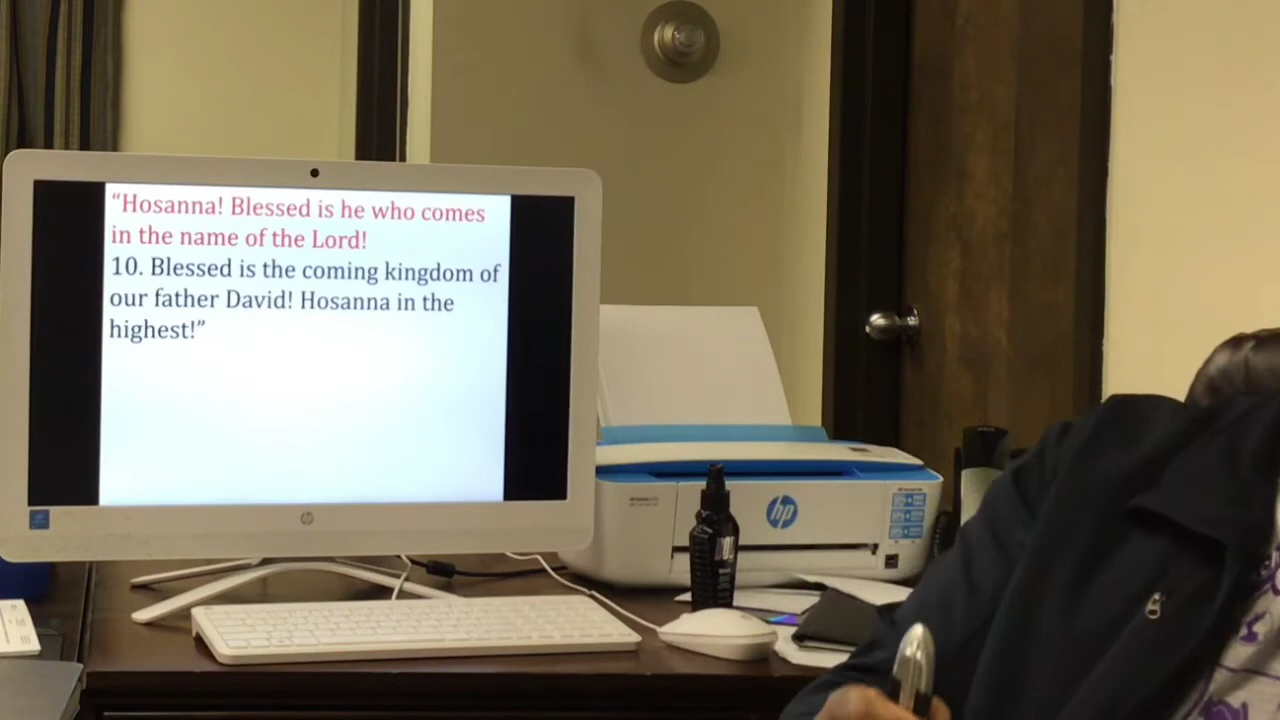 “Hosanna! Blessed is he who comes
in the name of the Lord!
10. Blessed is the coming kingdom of
our father David! Hosanna in the
highest!”
hp
hp